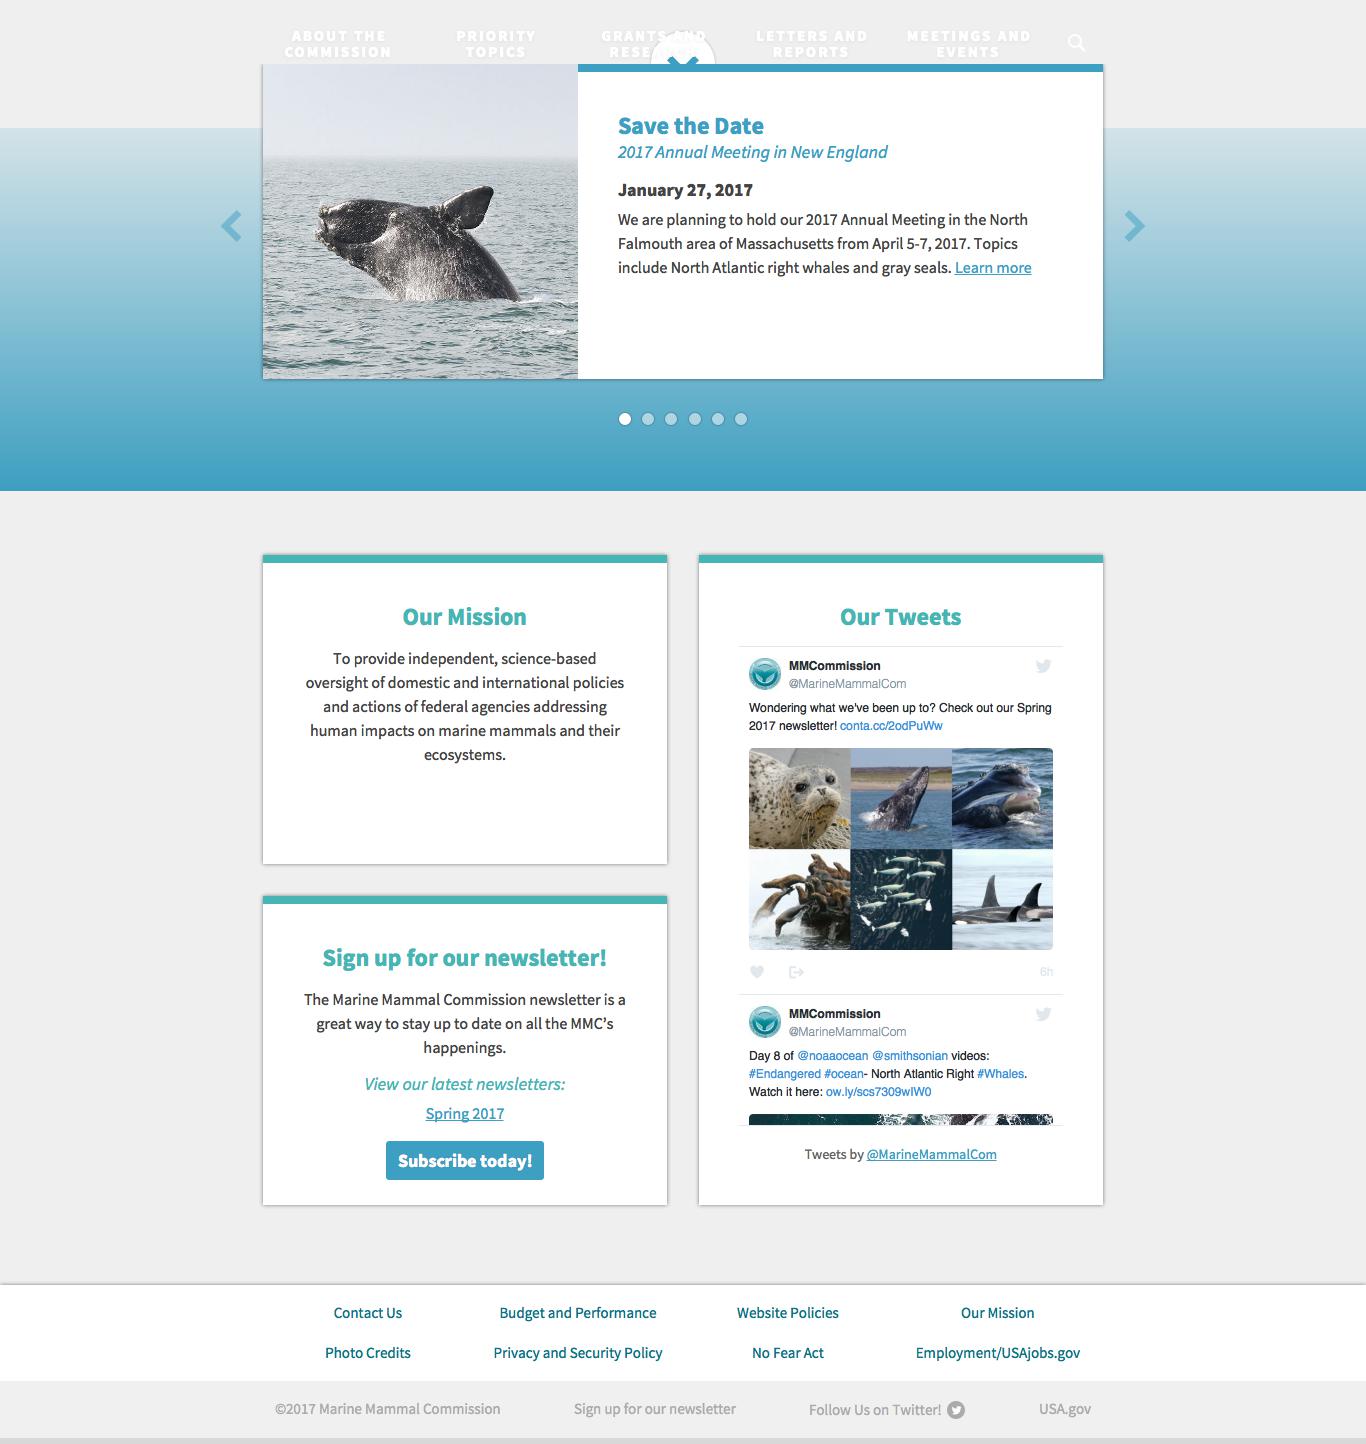 ABOUT THE
COMMISSION
PRIORITY
TOPICS
GRANTS AND
LETTERS AND
REPORTS
MEETINGS AND
EVENTS
Save the Date
2017 Annual Meeting in New England
January 27, 2017
We are planning to hold our 2017 Annual Meeting in the North
Falmouth area of Massachusetts from April 5-7, 2017. Topics
include North Atlantic right whales and gray seals. Learn more
Our Mission
To provide independent, science-based
oversight of domestic and international policies
and actions of federal agencies addressing
human impacts on marine mammals and their
ecosystems.
Sign up for our newsletter!
The Marine Mammal Commission newsletter is a
great way to stay up to date on all the MMC’s
happenings.
View our latest newsletters:
Spring 2017
Subscribe today!
Our Tweets
MMCommission
@MarineMammalCom
Wondering what we've been up to? Check out our Spring
2017 newsletter! conta.cc/2odPuWw
6h
MMCommission
@MarineMammalCom
Day 8 of @noaaocean @smithsonian videos:
#Endangered #ocean- North Atlantic Right #Whales.
Watch it here: ow.ly/scs7309wIW0
Tweets by @MarineMammalCom
Contact Us
Budget and Performance
Website Policies
Our Mission
Photo Credits
Privacy and Security Policy
No Fear Act
Employment/USAjobs.gov
©2017 Marine Mammal Commission
Sign up for our newsletter
Follow Us on Twitter!
USA.gov